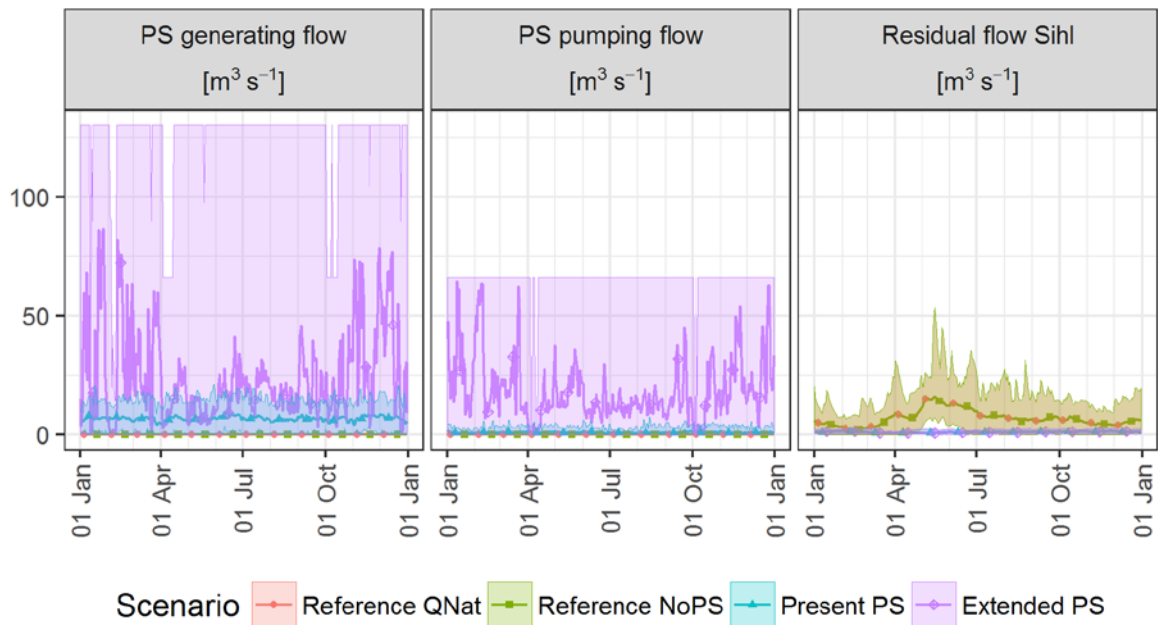 PS generating flow
[m³ s⁻¹]
PS pumping flow
[m³ s⁻¹]
Residual flow Sihl
[m³ s⁻¹]
100
50
0
01 Jan
01 Apr
01 Jul
01 Oct
01 Jan
01 Jan
01 Apr
01 Jul
01 Oct
01 Jan
01 Jan
01 Apr
01 Jul
01 Oct
01 Jan
Scenario Reference QNat Reference NoPS Present PS Extended PS